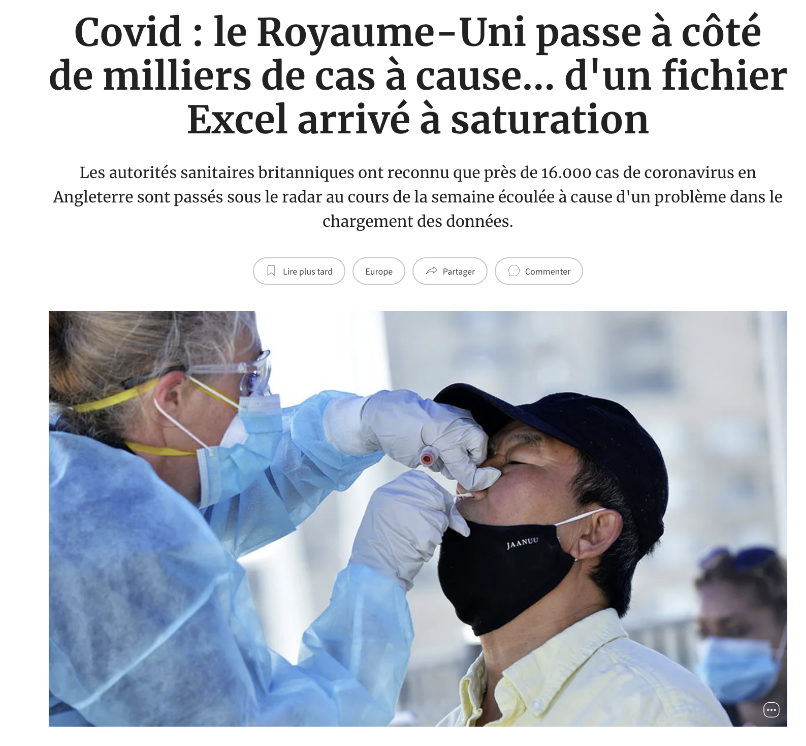 Covid : le Royaume-Uni passe à côté
de milliers de cas à cause... d'un fichier
Excel arrivé à saturation
Les autorités sanitaires britanniques ont reconnu que près de 16.000 cas de coronavirus en
Angleterre sont passés sous le radar au cours de la semaine écoulée à cause d'un problème dans le
chargement des données.
Lire plus tard Europe Partager Commenter
JAANUU